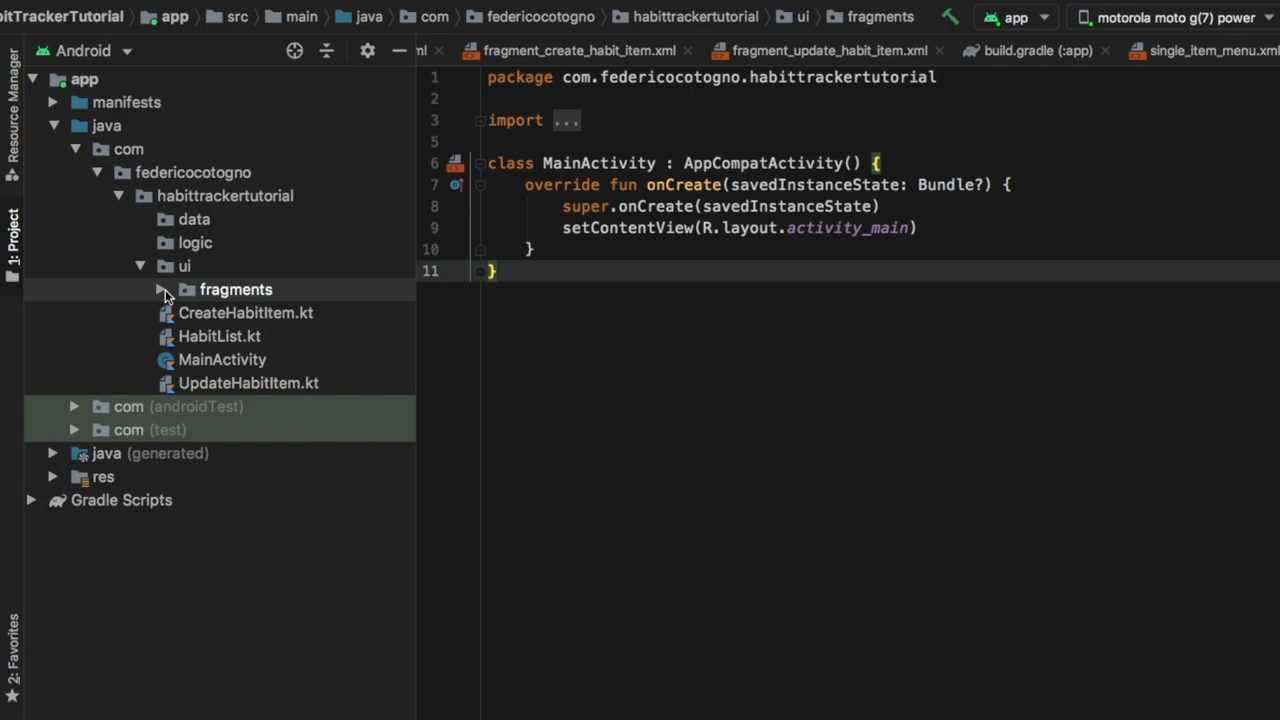 bitTrackerTutorial app src main java com federicocotogno habittrackertutorial ui fragments app motorola moto g(7) power
Android ml fragment_create_habit_item.xml fragment_update_habit_item.xml build.gradle (:app) single_item_menu.xml
Resource Manager
1: Project
2: Favorites
app
manifests
java
com
federicocotogno
habittrackertutorial
data
logic
ui
fragments
CreateHabitItem.kt
HabitList.kt
MainActivity
UpdateHabitItem.kt
com (androidTest)
com (test)
java (generated)
res
Gradle Scripts
1 package com.federicocotogno.habittrackertutorial
2
3 import ...
5
6 class MainActivity : AppCompatActivity() {
7 override fun onCreate(savedInstanceState: Bundle?) {
8 super.onCreate(savedInstanceState)
9 setContentView(R.layout.activity_main)
10 }
11 }